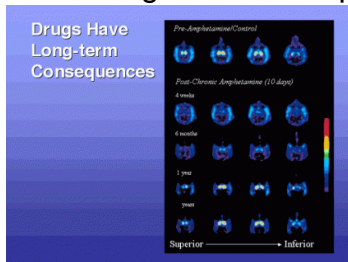 Drugs Have
Long-term
Consequences
Pre-Amphetamine/Control
Post-Chronic Amphetamine (10 days)
4 weeks
6 months
1 year
years
Superior
Inferior